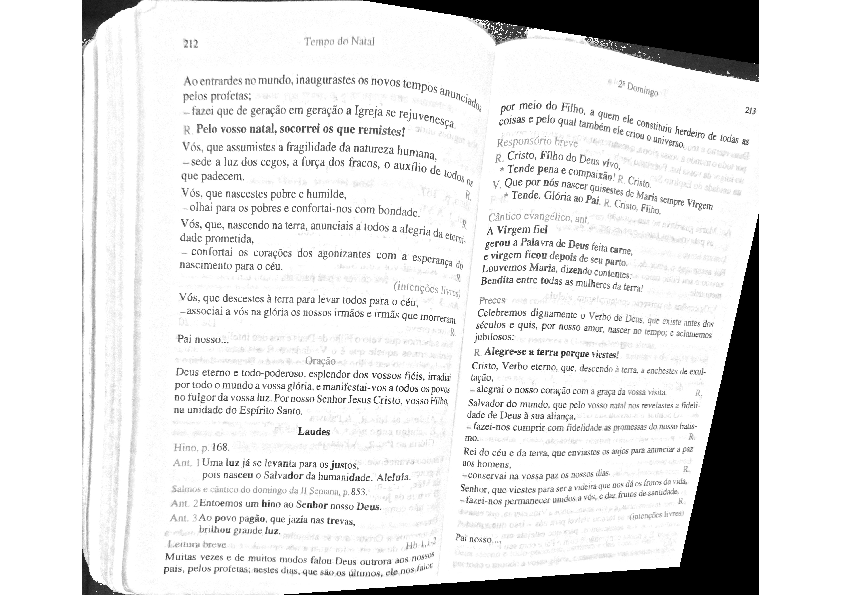 212
Tempo do Natal
Ao entrardes no mundo, inaugurastes os novos tempos anunciados
pelos profetas;
– fazei que de geração em geração a Igreja se rejuvenesça.
R. Pelo vosso natal, socorrei os que remistes!
Vós, que assumistes a fragilidade da natureza humana,
– sede a luz dos cegos, a força dos fracos, o auxílio de todos os
que padecem.
R.
Vós, que nascestes pobre e humilde,
– olhai para os pobres e confortai-nos com bondade.
R.
Vós, que, nascendo na terra, anunciais a todos a alegria da eterni-
dade prometida,
– confortai os corações dos agonizantes com a esperança do
nascimento para o céu.
R.
(intenções livres)
Vós, que descestes à terra para levar todos para o céu,
– associai a vós na glória os nossos irmãos e irmãs que morreram.
R.
Pai nosso...
Oração
Deus eterno e todo-poderoso, esplendor dos vossos fiéis, irradiai
por todo o mundo a vossa glória, e manifestai-vos a todos os povos
no fulgor da vossa luz. Por nosso Senhor Jesus Cristo, vosso Filho,
na unidade do Espírito Santo.
Laudes
Hino, p. 168.
Ant. 1 Uma luz já se levanta para os justos,
pois nasceu o Salvador da humanidade. Aleluia.
Salmos e cântico do domingo da II Semana, p. 853.
Ant. 2 Entoemos um hino ao Senhor nosso Deus.
Ant. 3 Ao povo pagão, que jazia nas trevas,
brilhou grande luz.
Leitura breve Hb 1,1-2
Muitas vezes e de muitos modos falou Deus outrora aos nossos
pais, pelos profetas; nestes dias, que são os últimos, ele nos falou
2º Domingo
213
por meio do Filho, a quem ele constituiu herdeiro de todas as
coisas e pelo qual também ele criou o universo.
Responsório breve
R. Cristo, Filho do Deus vivo,
* Tende pena e compaixão! R. Cristo.
V. Que por nós nascer quisestes de Maria sempre Virgem
* Tende. Glória ao Pai. R. Cristo, Filho.
Cântico evangélico, ant.
A Virgem fiel
gerou a Palavra de Deus feita carne,
e virgem ficou depois de seu parto.
Louvemos Maria, dizendo contentes:
Bendita entre todas as mulheres da terra!
Preces
Celebremos dignamente o Verbo de Deus, que existe antes dos
séculos e quis, por nosso amor, nascer no tempo; e aclamemos
jubilosos:
R. Alegre-se a terra porque viestes!
Cristo, Verbo eterno, que, descendo à terra, a enchestes de exul-
tação,
– alegrai o nosso coração com a graça da vossa visita. R.
Salvador do mundo, que pelo vosso natal nos revelastes a fideli-
dade de Deus à sua aliança,
– fazei-nos cumprir com fidelidade as promessas do nosso batis-
mo. R.
Rei do céu e da terra, que enviastes os anjos para anunciar a paz
aos homens,
– conservai na vossa paz os nossos dias. R.
Senhor, que viestes para ser a videira que nos dá os frutos da vida,
– fazei-nos permanecer unidos a vós, e dar frutos de santidade.
R.
(intenções livres)
Pai nosso...